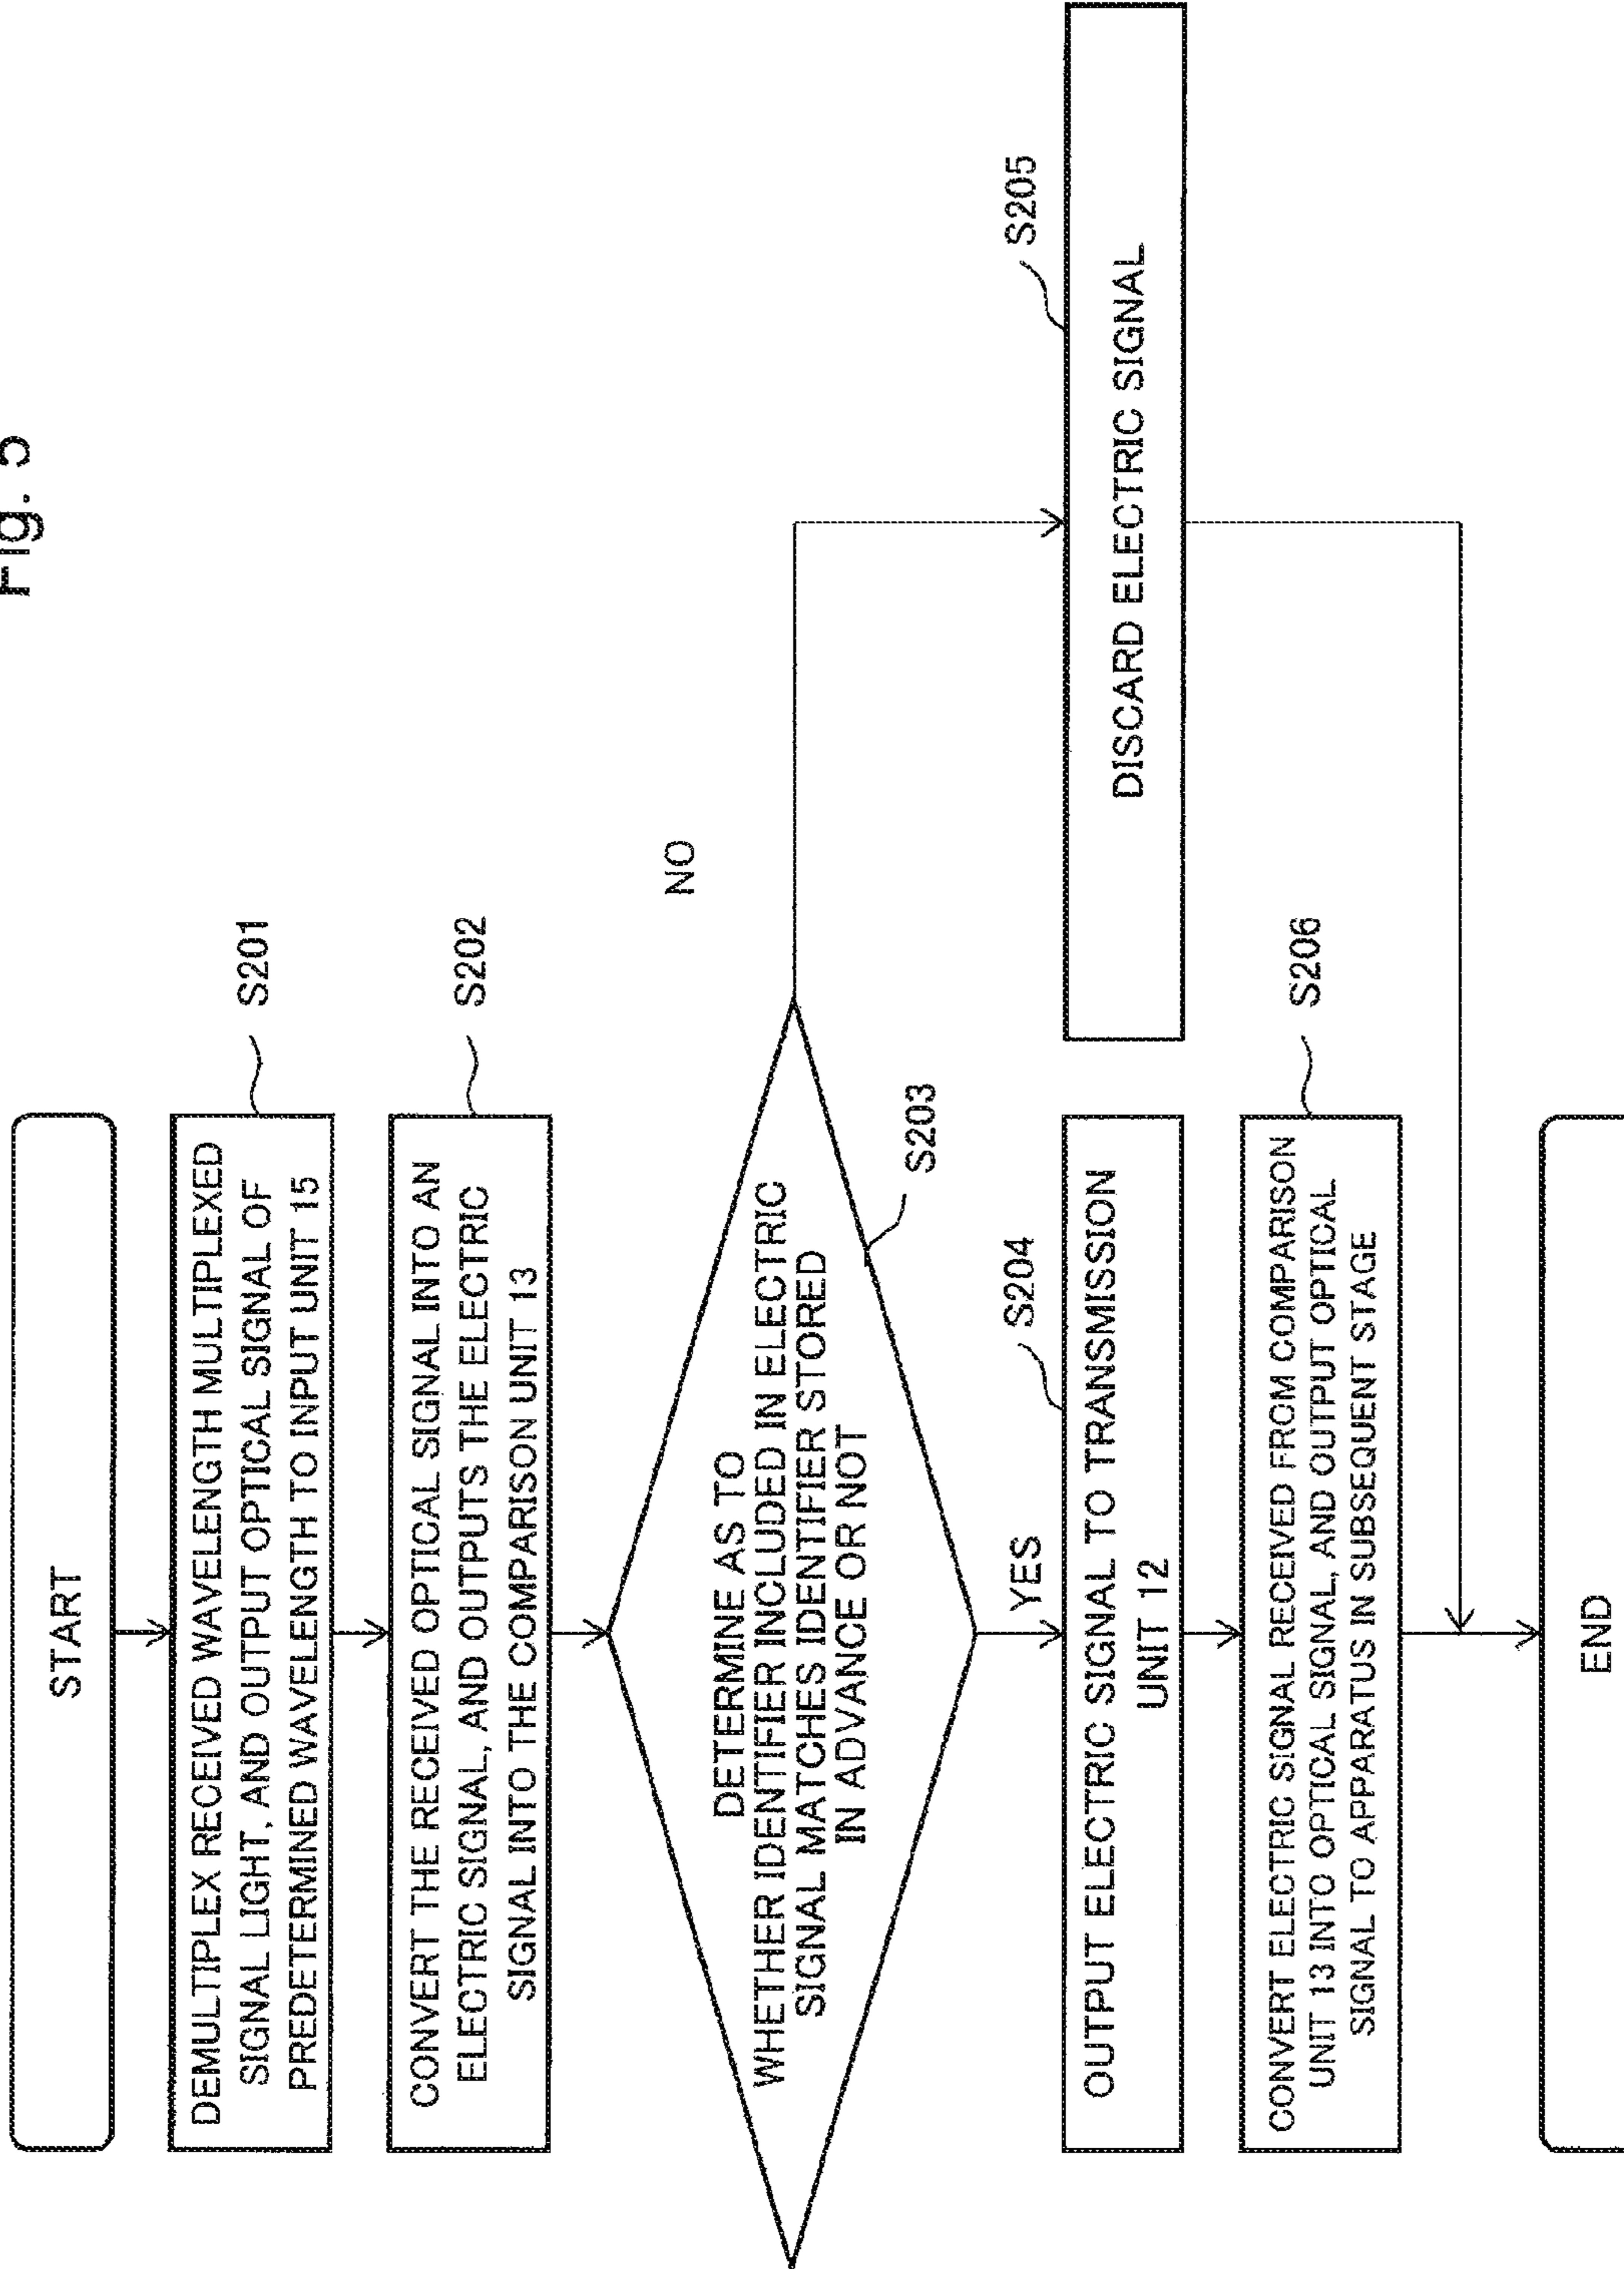 Fig. 5
START
DEMULTIPLEX RECEIVED WAVELENGTH MULTIPLEXED
SIGNAL LIGHT, AND OUTPUT OPTICAL SIGNAL OF
PREDETERMINED WAVELENGTH TO INPUT UNIT 15
S201
CONVERT THE RECEIVED OPTICAL SIGNAL INTO AN
ELECTRIC SIGNAL, AND OUTPUTS THE ELECTRIC
SIGNAL INTO THE COMPARISON UNIT 13
S202
DETERMINE AS TO
WHETHER IDENTIFIER INCLUDED IN ELECTRIC
SIGNAL MATCHES IDENTIFIER STORED
IN ADVANCE OR NOT
S203
NO
YES
OUTPUT ELECTRIC SIGNAL TO TRANSMISSION
UNIT 12
S204
DISCARD ELECTRIC SIGNAL
S205
CONVERT ELECTRIC SIGNAL RECEIVED FROM COMPARISON
UNIT 13 INTO OPTICAL SIGNAL, AND OUTPUT OPTICAL
SIGNAL TO APPARATUS IN SUBSEQUENT STAGE
S206
END